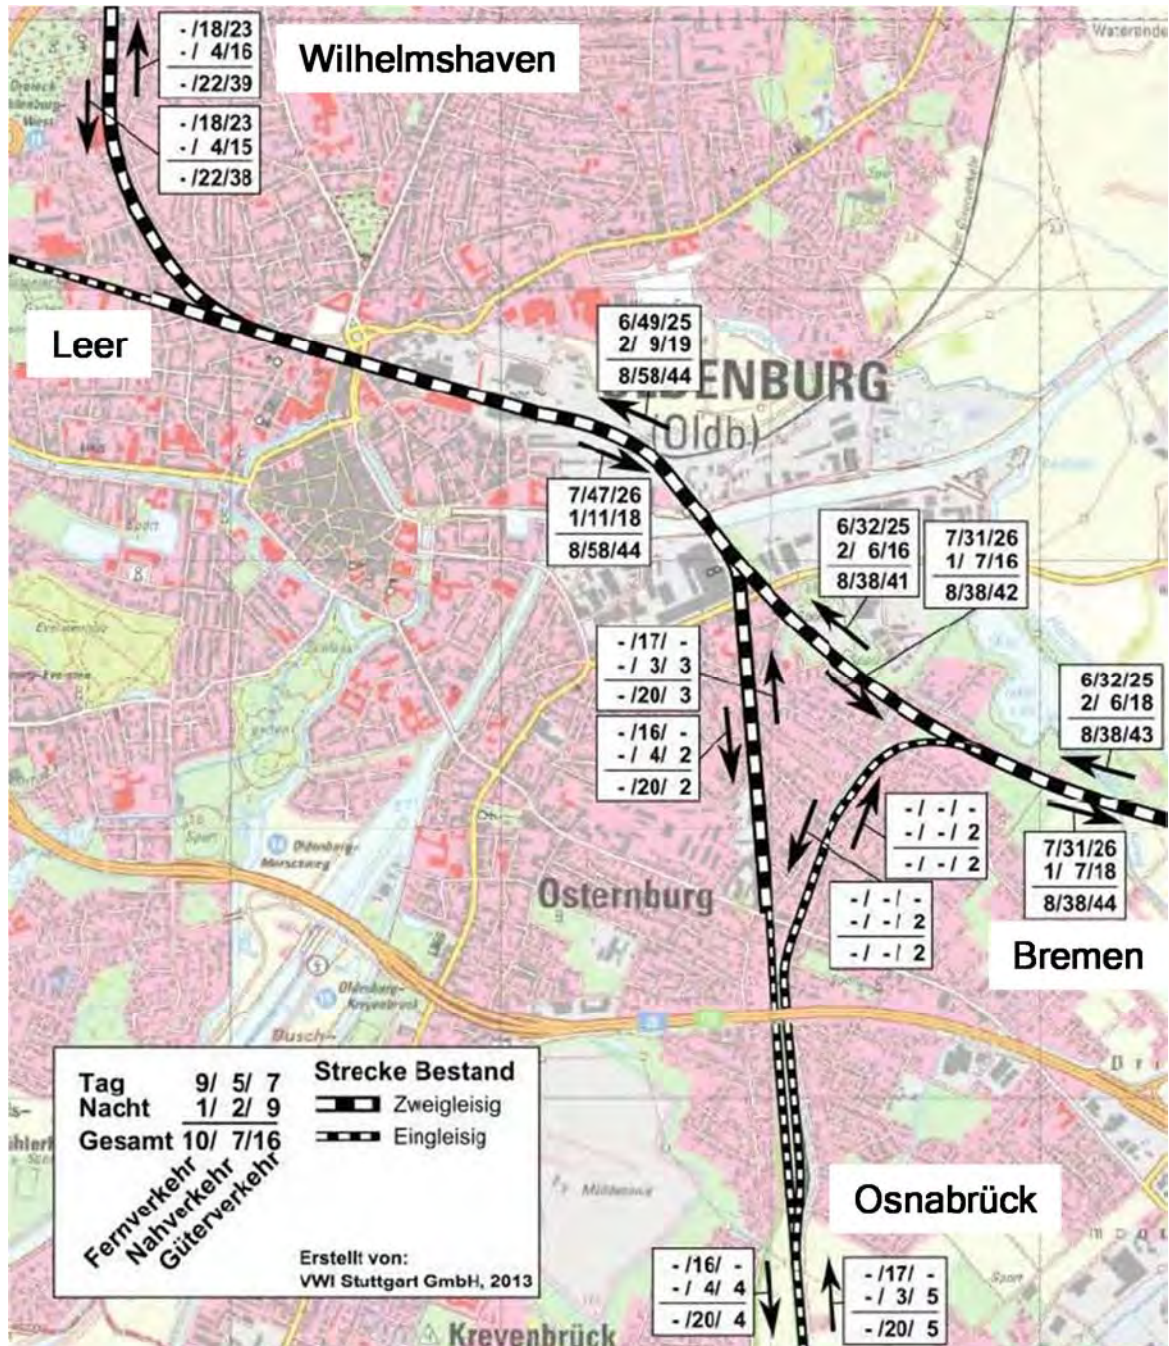 - /18/23
- / 4/16
- /22/39
Wilhelmshaven
- /18/23
- / 4/15
- /22/38
Leer
6/49/25
2/ 9/19
8/58/44
(Oldb)
7/47/26
1/11/18
8/58/44
6/32/25
2/ 6/16
8/38/41
7/31/26
1/ 7/16
8/38/42
- /17/ -
- / 3/ 3
- /20/ 3
- /16/ -
- / 4/ 2
- /20/ 2
6/32/25
2/ 6/18
8/38/43
- / - / -
- / - / 2
- / - / 2
7/31/26
1/ 7/18
8/38/44
- / - / -
- / - / 2
- / - / 2
Osternburg
Bremen
Oldenburg-
Kreyenbrück
Busch-
Tag 9/ 5/ 7
Nacht 1/ 2/ 9
Gesamt 10/ 7/16
Fernverkehr
Nahverkehr
Güterverkehr
Strecke Bestand
Zweigleisig
Eingleisig
Erstellt von:
VWI Stuttgart GmbH, 2013
Osnabrück
- /16/ -
- / 4/ 4
- /20/ 4
- /17/ -
- / 3/ 5
- /20/ 5
Kreyenbrück